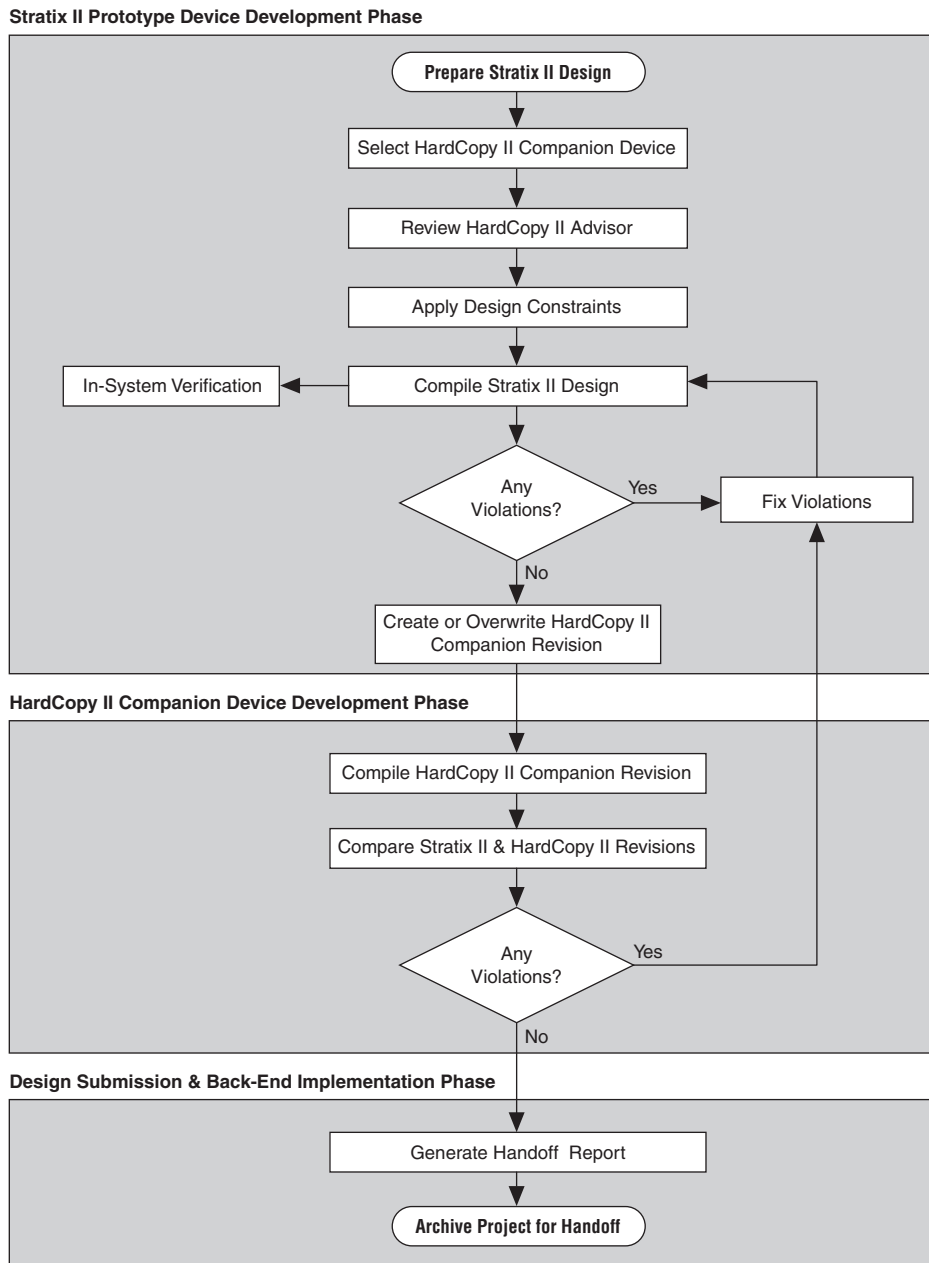 Stratix II Prototype Device Development Phase
Prepare Stratix II Design
Select HardCopy II Companion Device
Review HardCopy II Advisor
Apply Design Constraints
In-System Verification
Compile Stratix II Design
Any
Violations?
Yes
Fix Violations
No
Create or Overwrite HardCopy II
Companion Revision
HardCopy II Companion Device Development Phase
Compile HardCopy II Companion Revision
Compare Stratix II & HardCopy II Revisions
Any
Violations?
Yes
No
Design Submission & Back-End Implementation Phase
Generate Handoff Report
Archive Project for Handoff